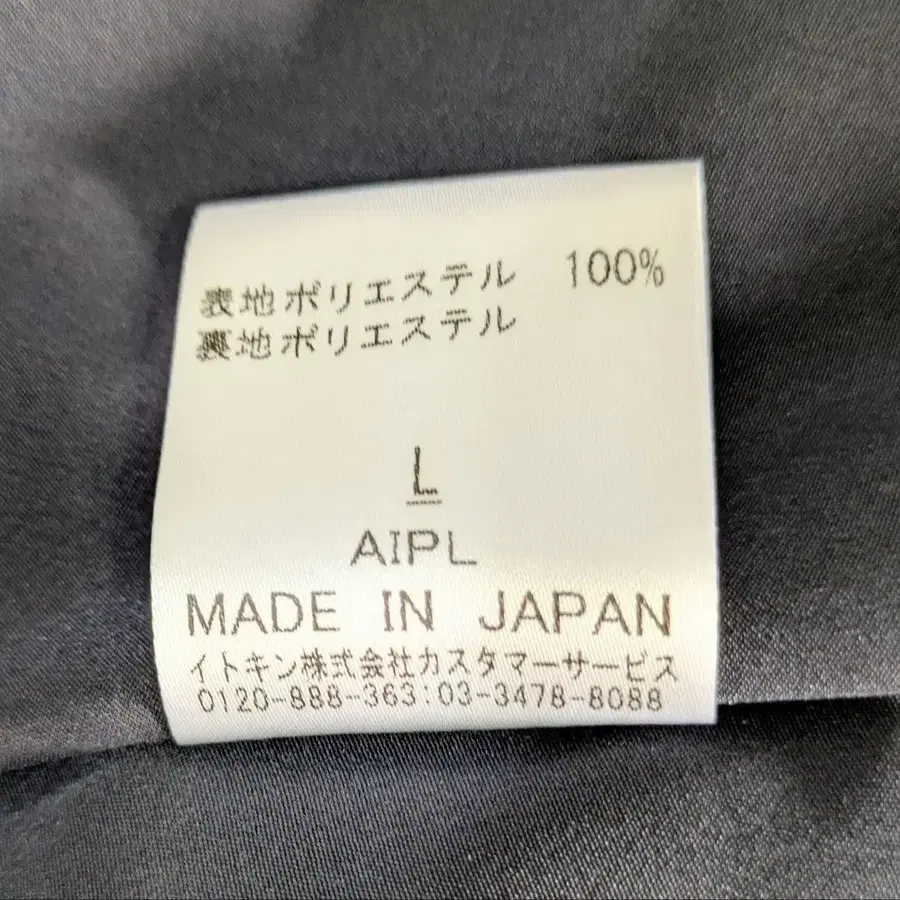 表地ポリエステル 100%
裏地ポリエステル
L
AIPL
MADE IN JAPAN
イトキン株式会社カスタマーサービス
0120-888-363:03-3478-8088